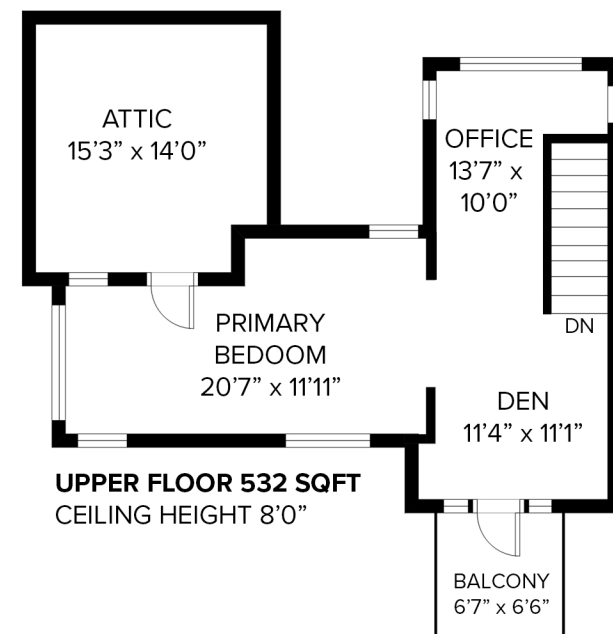 ATTIC
15'3” x 14'0”
OFFICE
13'7” x
10'0”
DN
PRIMARY
BEDOOM
20'7” x 11'11”
DEN
11'4” x 11'1”
UPPER FLOOR 532 SQFT
CEILING HEIGHT 8'0”
BALCONY
6'7” x 6'6”